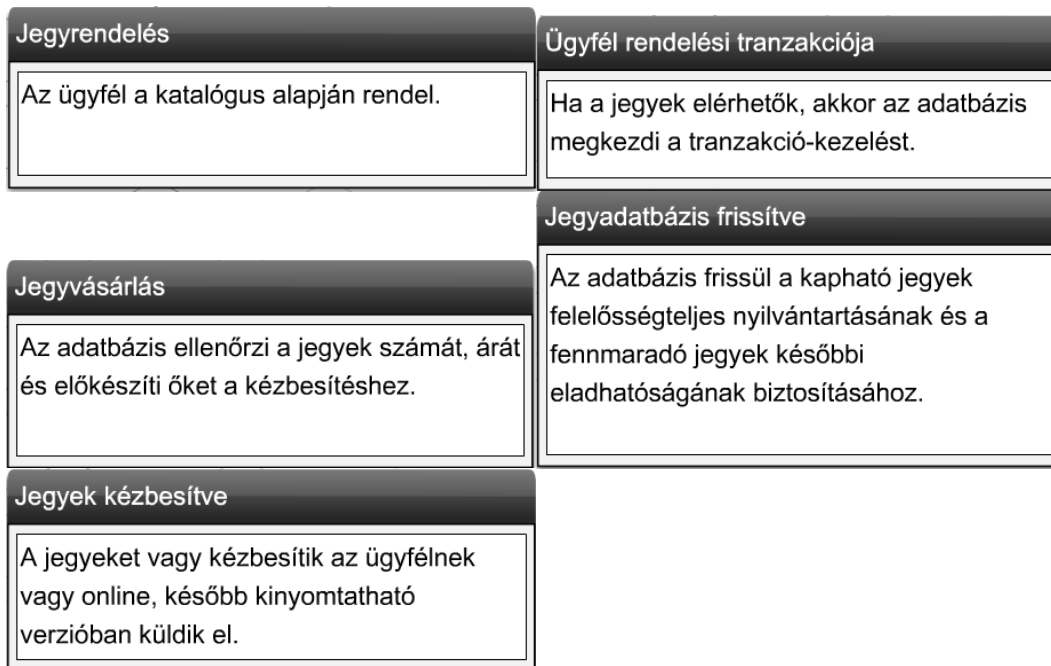 Jegyrendelés
Az ügyfél a katalógus alapján rendel.
Ügyfél rendelési tranzakciója
Ha a jegyek elérhetők, akkor az adatbázis
megkezdi a tranzakció-kezelést.
Jegyvásárlás
Az adatbázis ellenőrzi a jegyek számát, árát
és előkészíti őket a kézbesítéshez.
Jegyadatbázis frissítve
Az adatbázis frissül a kapható jegyek
felelősségteljes nyilvántartásának és a
fennmaradó jegyek későbbi
eladhatóságának biztosításához.
Jegyek kézbesítve
A jegyeket vagy kézbesítik az ügyfélnek
vagy online, később kinyomtatható
verzióban küldik el.